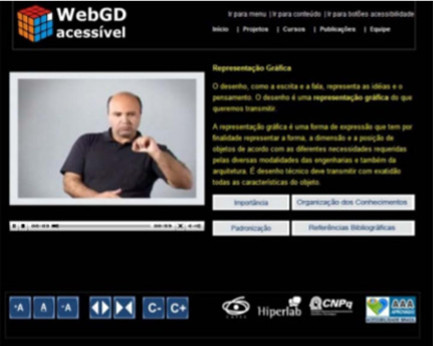 WebGD
acessível
Ir para menu | Ir para conteúdo | Ir para botões acessibilidade
Início | Projetos | Cursos | Publicações | Equipe
Representação Gráfica
O desenho, como a escrita e a fala, representa as idéias e o
pensamento. O desenho é uma representação gráfica do que
queremos transmitir.
A representação gráfica é uma forma de expressão que tem por
finalidade representar a forma, a dimensão e a posição de
objetos de acordo com as diferentes necessidades requeridas
pelas diversas modalidades das engenharias e também da
arquitetura. E desenho técnico deve transmitir com exatidão
todas as características do objeto.
Importância
Organização dos Conhecimentos
Padronização
Referências Bibliográficas
+A A -A
C- C+
Hiperlab
CNPq